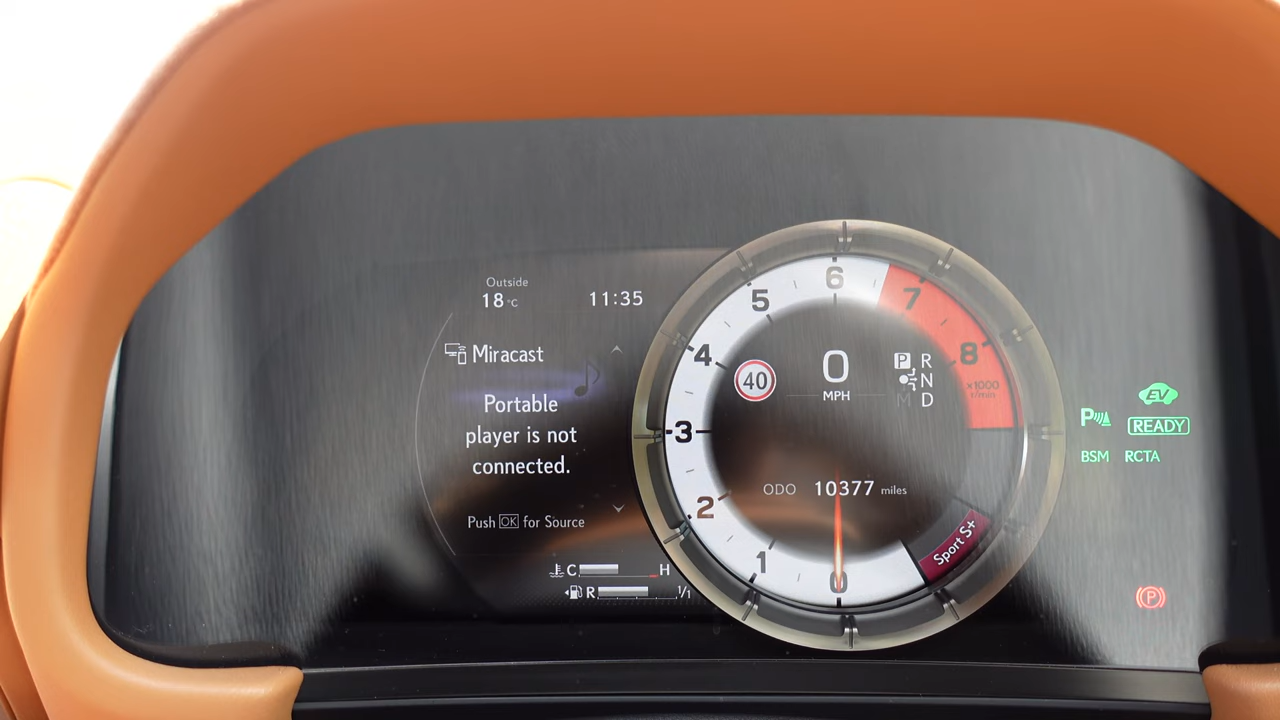 Outside
18 °C
11:35
Miracast
Portable
player is not
connected.
Push OK for Source
C H
R 1/1
0
1
2
3
4
5
6
7
8
x1000
r/min
40
0
MPH
P R
N
M D
ODO 10377 miles
Sport S+
EV
P
READY
BSM RCTA
P